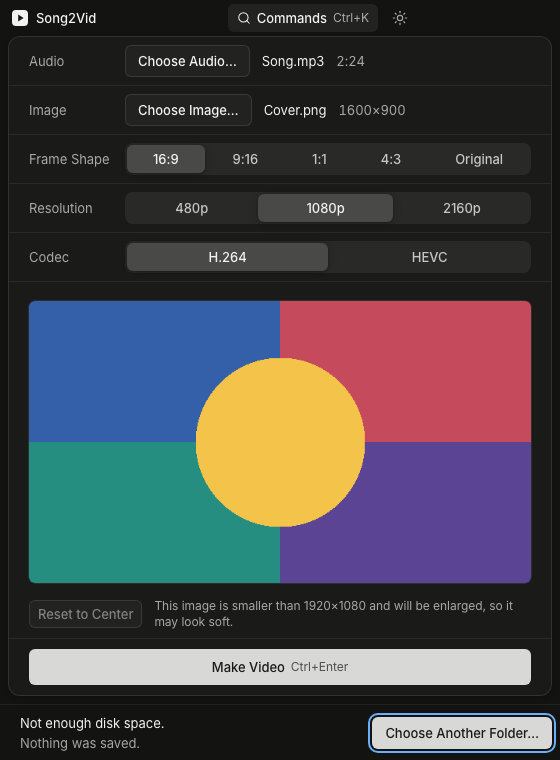 Song2Vid
Commands Ctrl+K
Audio Choose Audio... Song.mp3 2:24
Image Choose Image... Cover.png 1600×900
Frame Shape 16:9 9:16 1:1 4:3 Original
Resolution 480p 1080p 2160p
Codec H.264 HEVC
Reset to Center
This image is smaller than 1920×1080 and will be enlarged, so it
may look soft.
Make Video Ctrl+Enter
Not enough disk space.
Nothing was saved.
Choose Another Folder...